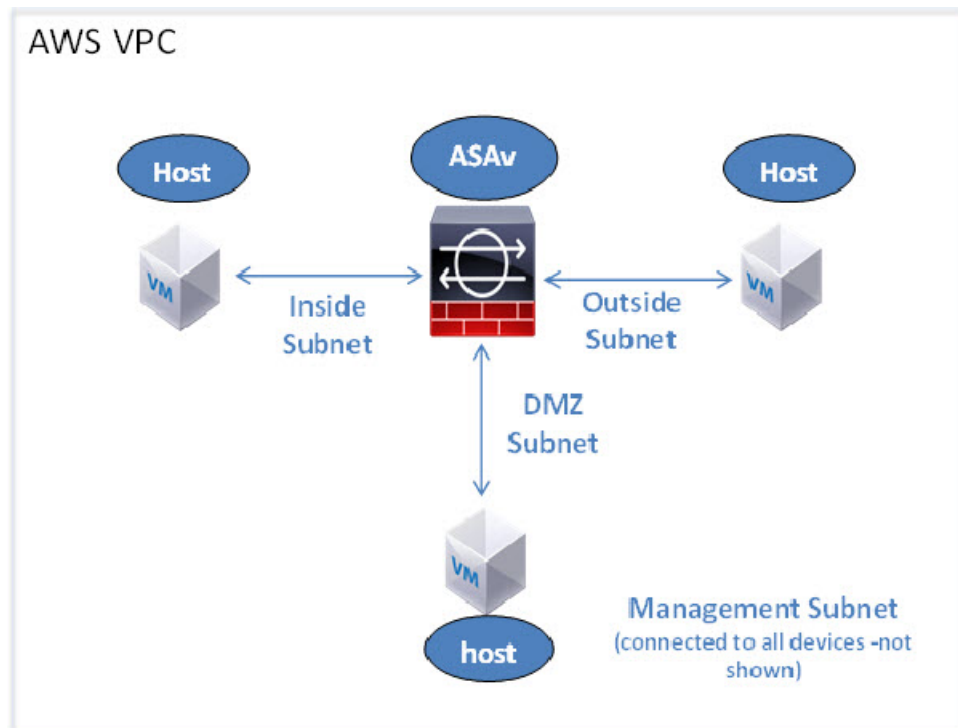 AWS VPC
Host
ASAv
Host
VM
VM
Inside
Subnet
Outside
Subnet
DMZ
Subnet
VM
host
Management Subnet
(connected to all devices -not
shown)